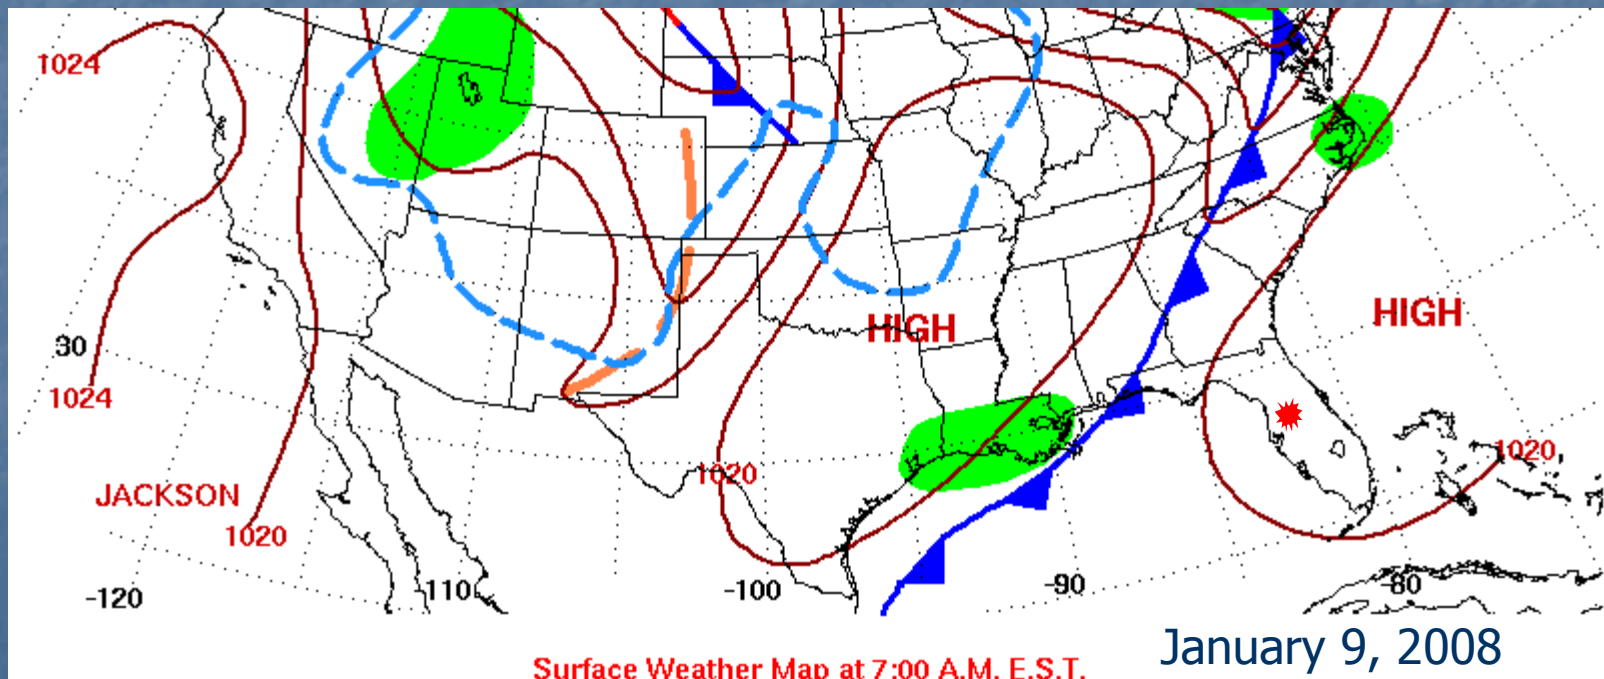 1024
HIGH
HIGH
30
1024
1020
1020
JACKSON
1020
-120
-110
-100
-90
-80
January 9, 2008
Surface Weather Map at 7:00 A.M. E.S.T.